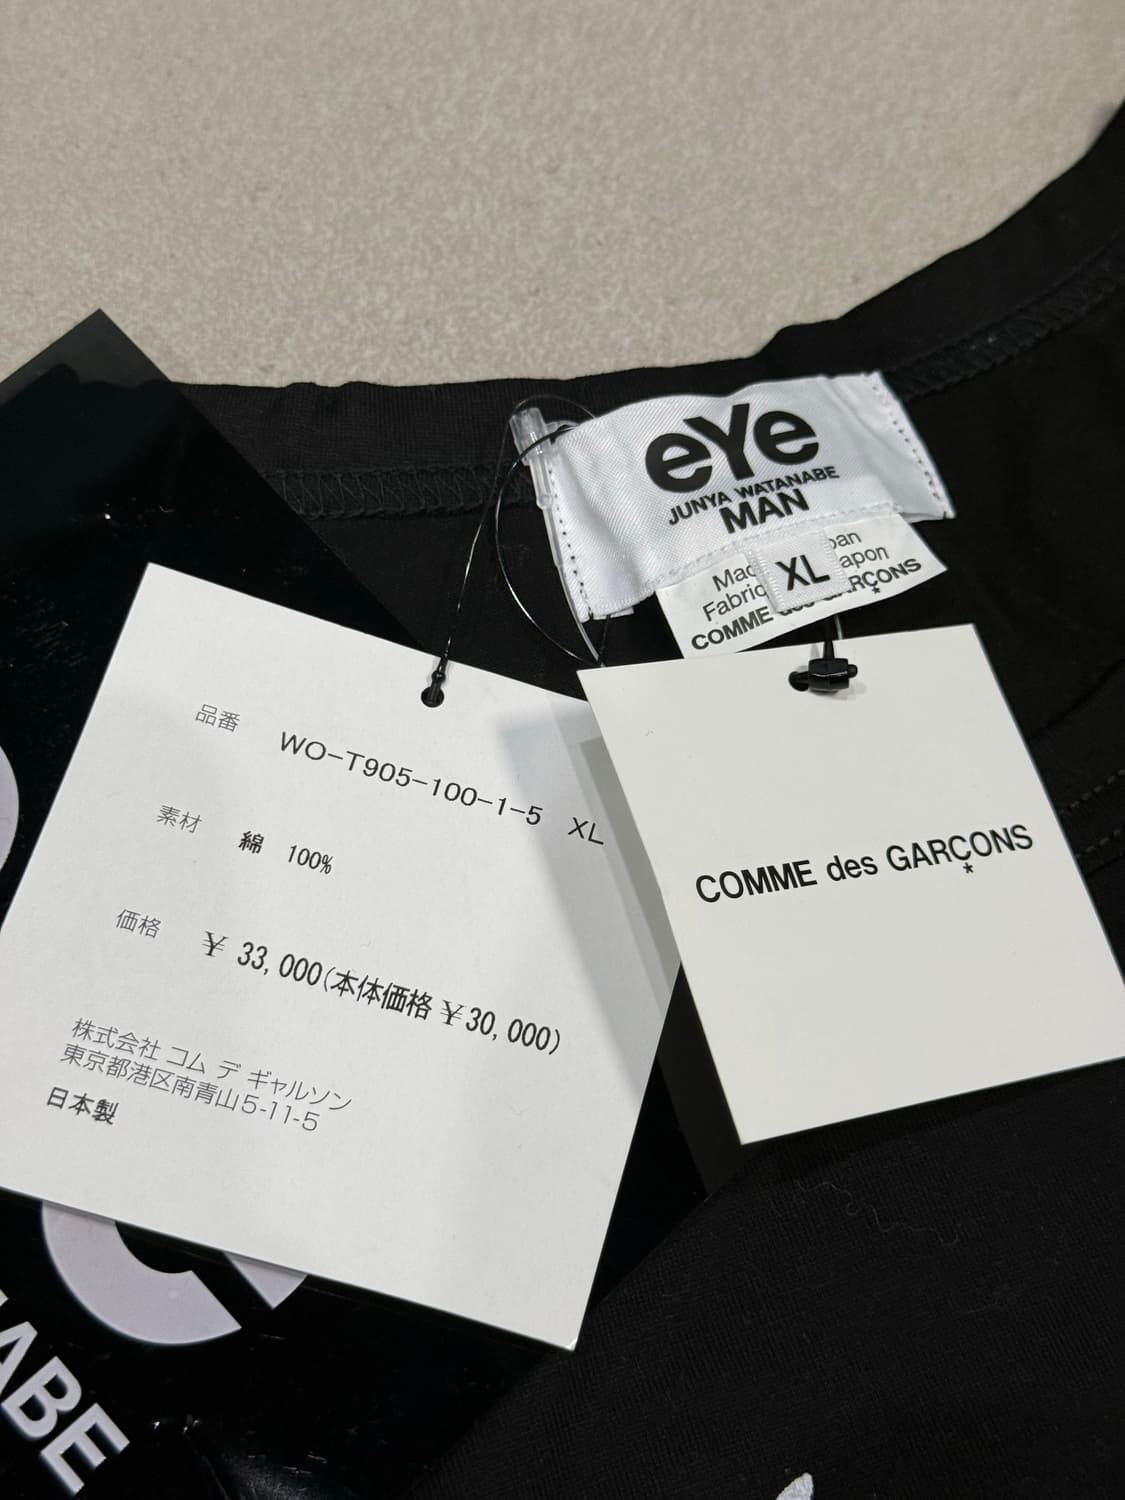 eYe
JUNYA WATANABE
MAN
XL
COMME des GARÇONS
品番 WO-T905-100-1-5 XL
素材 綿 100%
価格 ¥ 33,000(本体価格 ¥30,000)
株式会社 コム デ ギャルソン
東京都港区南青山5-11-5
日本製
COMME des GARÇONS
*